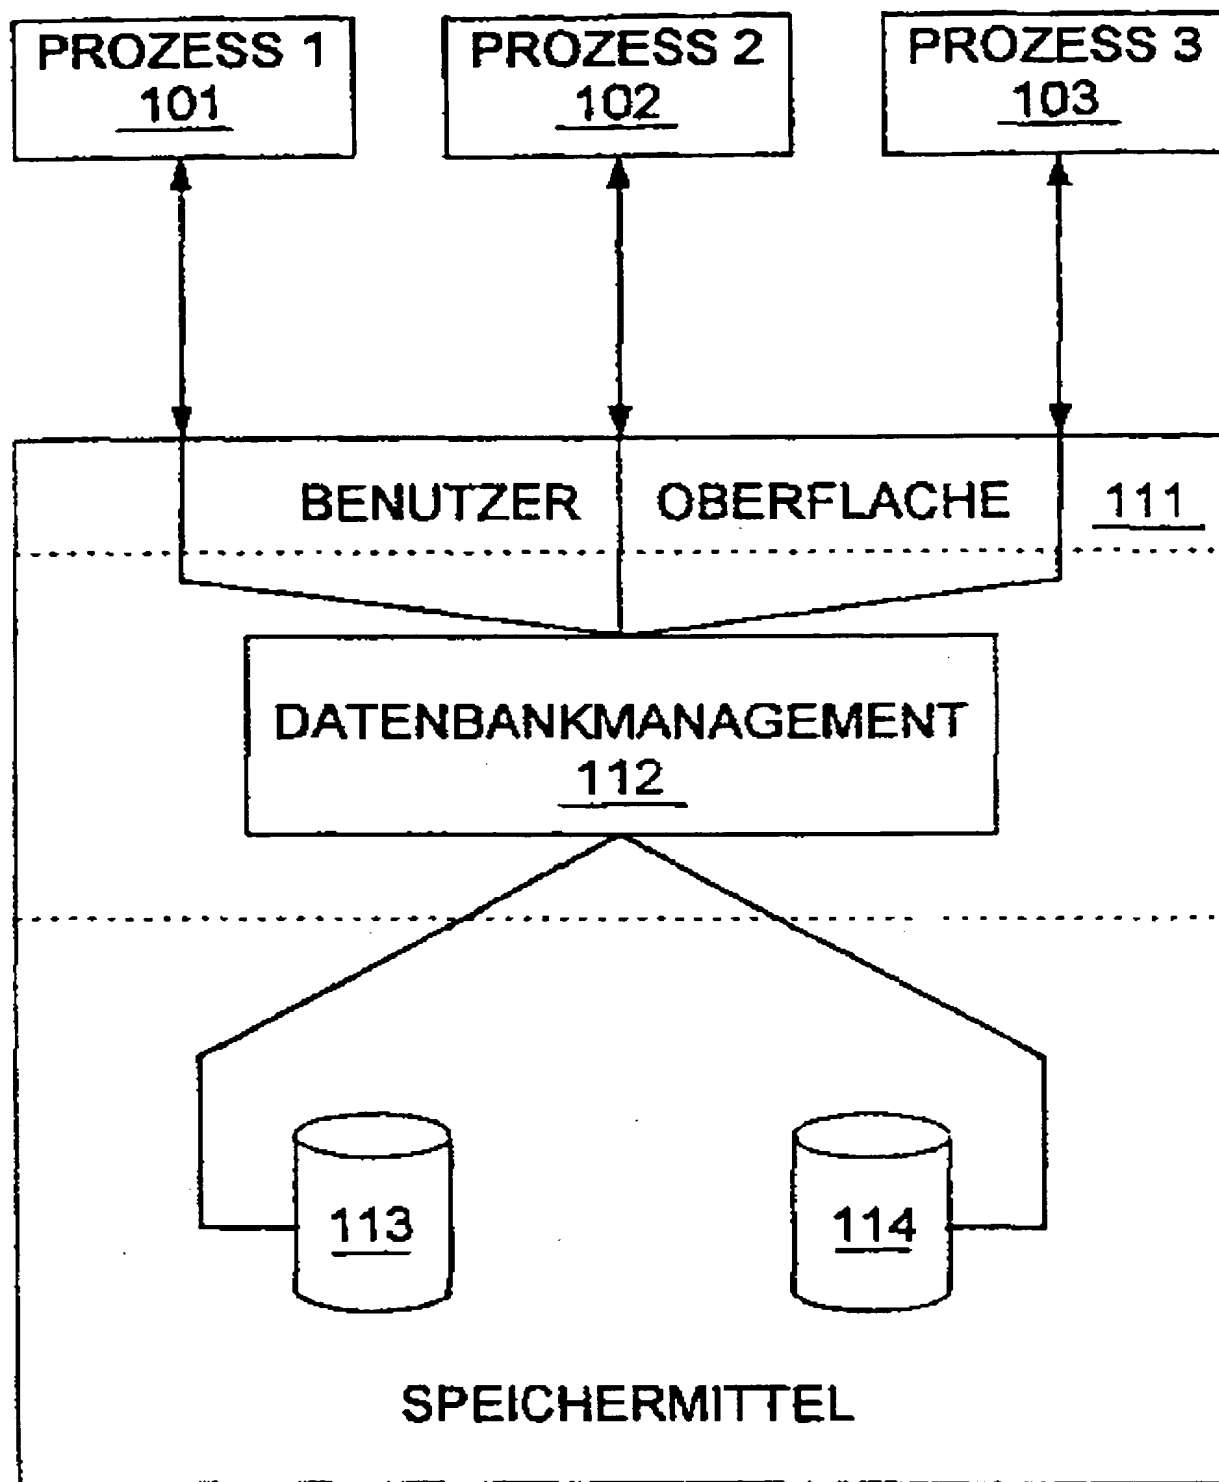 PROZESS 1
101
PROZESS 2
102
PROZESS 3
103
BENUTZER OBERFLACHE 111
DATENBANKMANAGEMENT
112
113
114
SPEICHERMITTEL